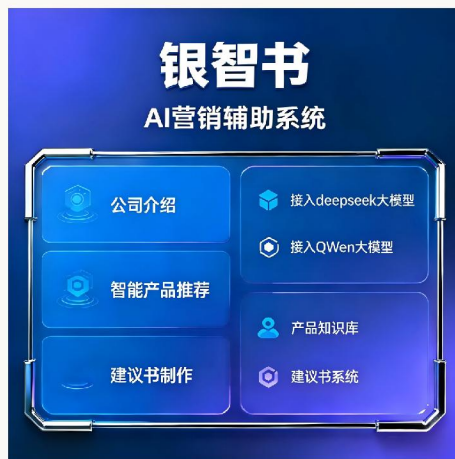 银智书
AI营销辅助系统
公司介绍
智能产品推荐
建议书制作
接入deepseek大模型
接入QWen大模型
产品知识库
建议书系统